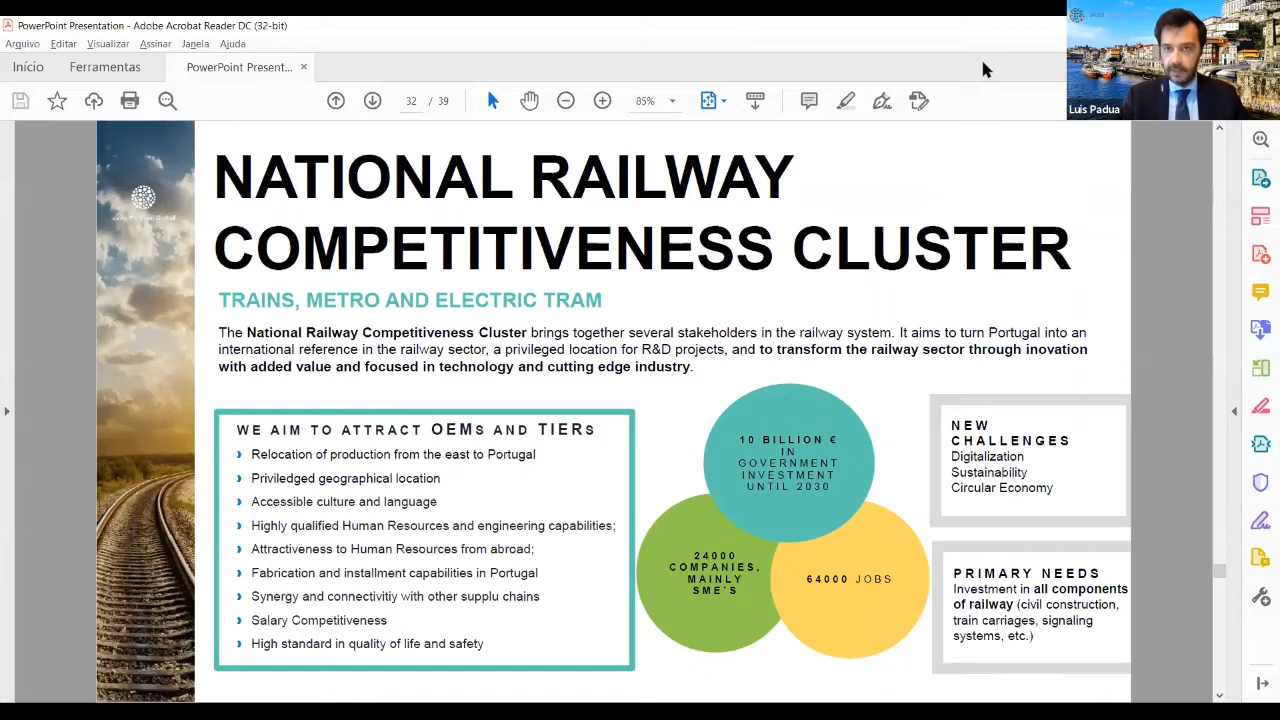 PowerPoint Presentation - Adobe Acrobat Reader DC (32-bit)
Arquivo Editar Visualizar Assinar Janela Ajuda
Início Ferramentas PowerPoint Present... ×
32 / 39 85%
Luis Padua
NATIONAL RAILWAY
COMPETITIVENESS CLUSTER
TRAINS, METRO AND ELECTRIC TRAM
The National Railway Competitiveness Cluster brings together several stakeholders in the railway system. It aims to turn Portugal into an
international reference in the railway sector, a privileged location for R&D projects, and to transform the railway sector through inovation
with added value and focused in technology and cutting edge industry.
WE AIM TO ATTRACT OEMs AND TIERs
Relocation of production from the east to Portugal
Priviledged geographical location
Accessible culture and language
Highly qualified Human Resources and engineering capabilities;
Attractiveness to Human Resources from abroad;
Fabrication and installment capabilities in Portugal
Synergy and connectivitiy with other supplu chains
Salary Competitiveness
High standard in quality of life and safety
10 BILLION €
IN
GOVERNMENT
INVESTMENT
UNTIL 2030
24000
COMPANIES,
MAINLY
SME'S
64000 JOBS
NEW
CHALLENGES
Digitalization
Sustainability
Circular Economy
PRIMARY NEEDS
Investment in all components
of railway (civil construction,
train carriages, signaling
systems, etc.)